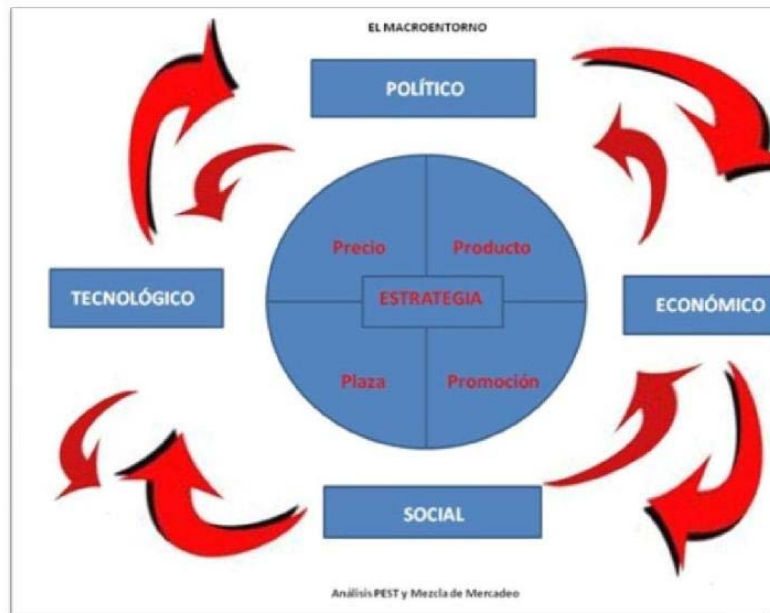 EL MACROENTORNO
POLÍTICO
Precio
Producto
TECNOLÓGICO
ESTRATEGIA
ECONÓMICO
Plaza
Promoción
SOCIAL
Análisis PEST y Mezcla de Mercadeo